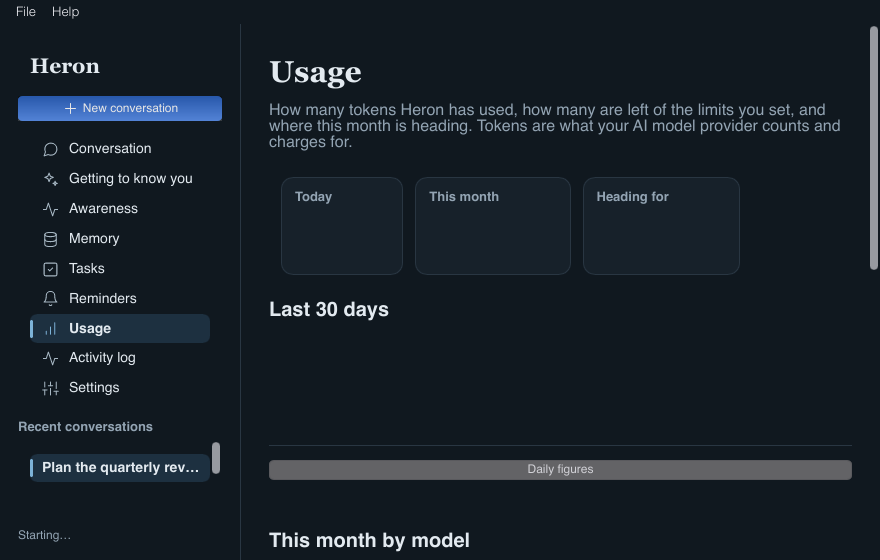 File Help
Heron
New conversation
Conversation
Getting to know you
Awareness
Memory
Tasks
Reminders
Usage
Activity log
Settings
Recent conversations
Plan the quarterly rev…
Starting…
Usage
How many tokens Heron has used, how many are left of the limits you set, and
where this month is heading. Tokens are what your AI model provider counts and
charges for.
Today
This month
Heading for
Last 30 days
Daily figures
This month by model